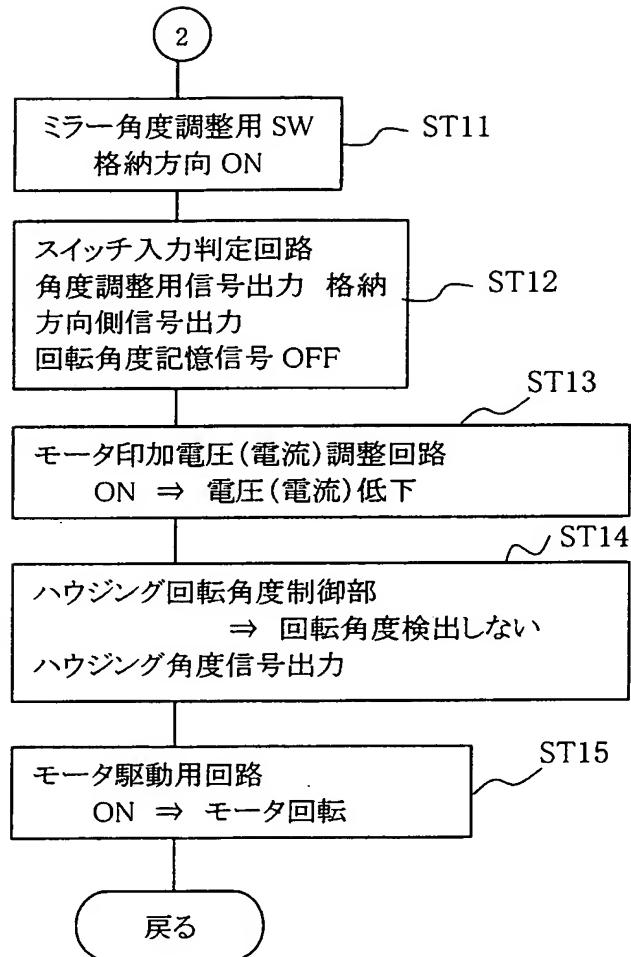 2
ミラー角度調整用 SW
格納方向 ON
ST11
スイッチ入力判定回路
角度調整用信号出力 格納
方向側信号出力
回転角度記憶信号 OFF
ST12
ST13
モータ印加電圧(電流)調整回路
ON ⇒ 電圧(電流)低下
ST14
ハウジング回転角度制御部
⇒ 回転角度検出しない
ハウジング角度信号出力
ST15
モータ駆動用回路
ON ⇒ モータ回転
戻る